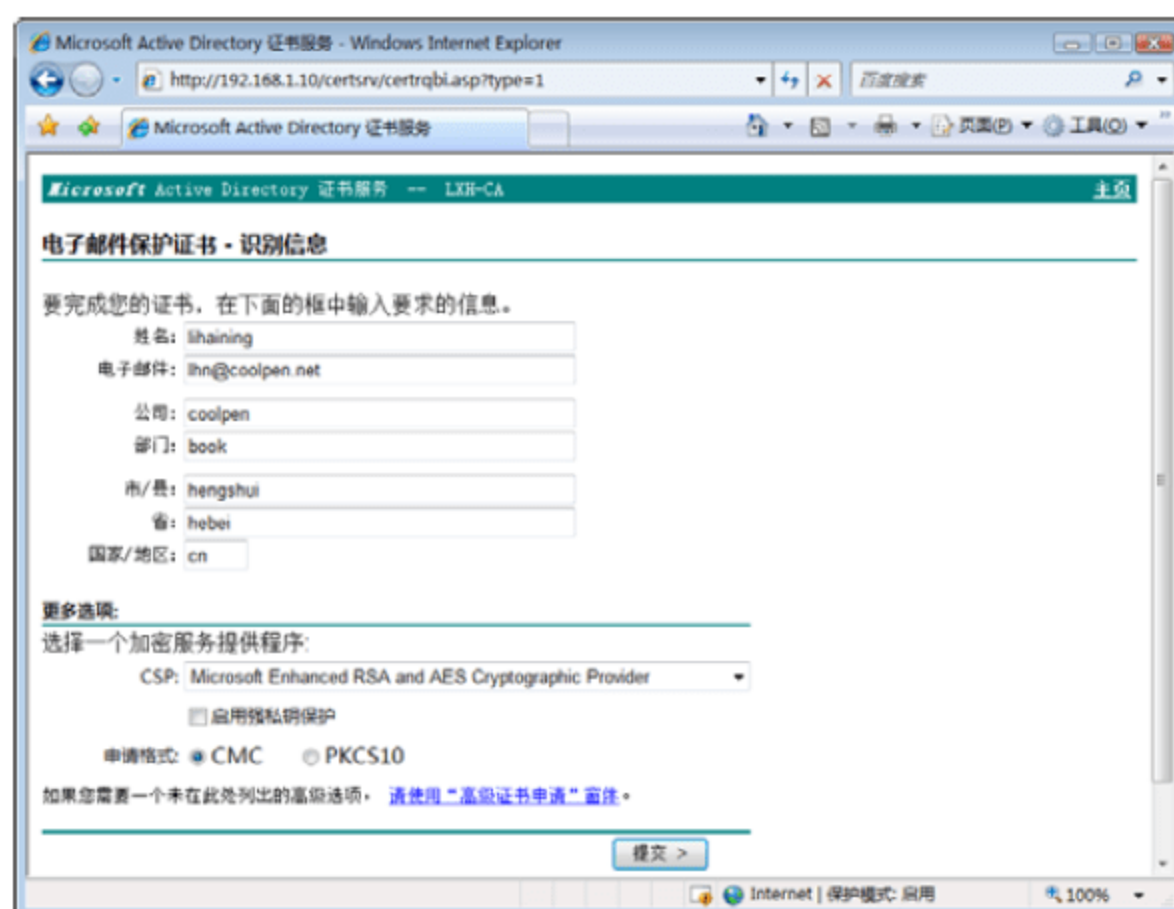 Microsoft Active Directory 证书服务 - Windows Internet Explorer
http://192.168.1.10/certsrv/certrqbi.asp?type=1 百度搜索
Microsoft Active Directory 证书服务 页面(P) 工具(O) »
Microsoft Active Directory 证书服务 -- LXH-CA 主页
电子邮件保护证书 - 识别信息
要完成您的证书，在下面的框中输入要求的信息。
姓名: lihaining
电子邮件: lhn@coolpen.net
公司: coolpen
部门: book
市/县: hengshui
省: hebei
国家/地区: cn
更多选项:
选择一个加密服务提供程序:
CSP: Microsoft Enhanced RSA and AES Cryptographic Provider
启用强私钥保护
申请格式: CMC PKCS10
如果您需要一个未在此处列出的高级选项， 请使用“高级证书申请”窗体。
提交 >
Internet | 保护模式: 启用 100%